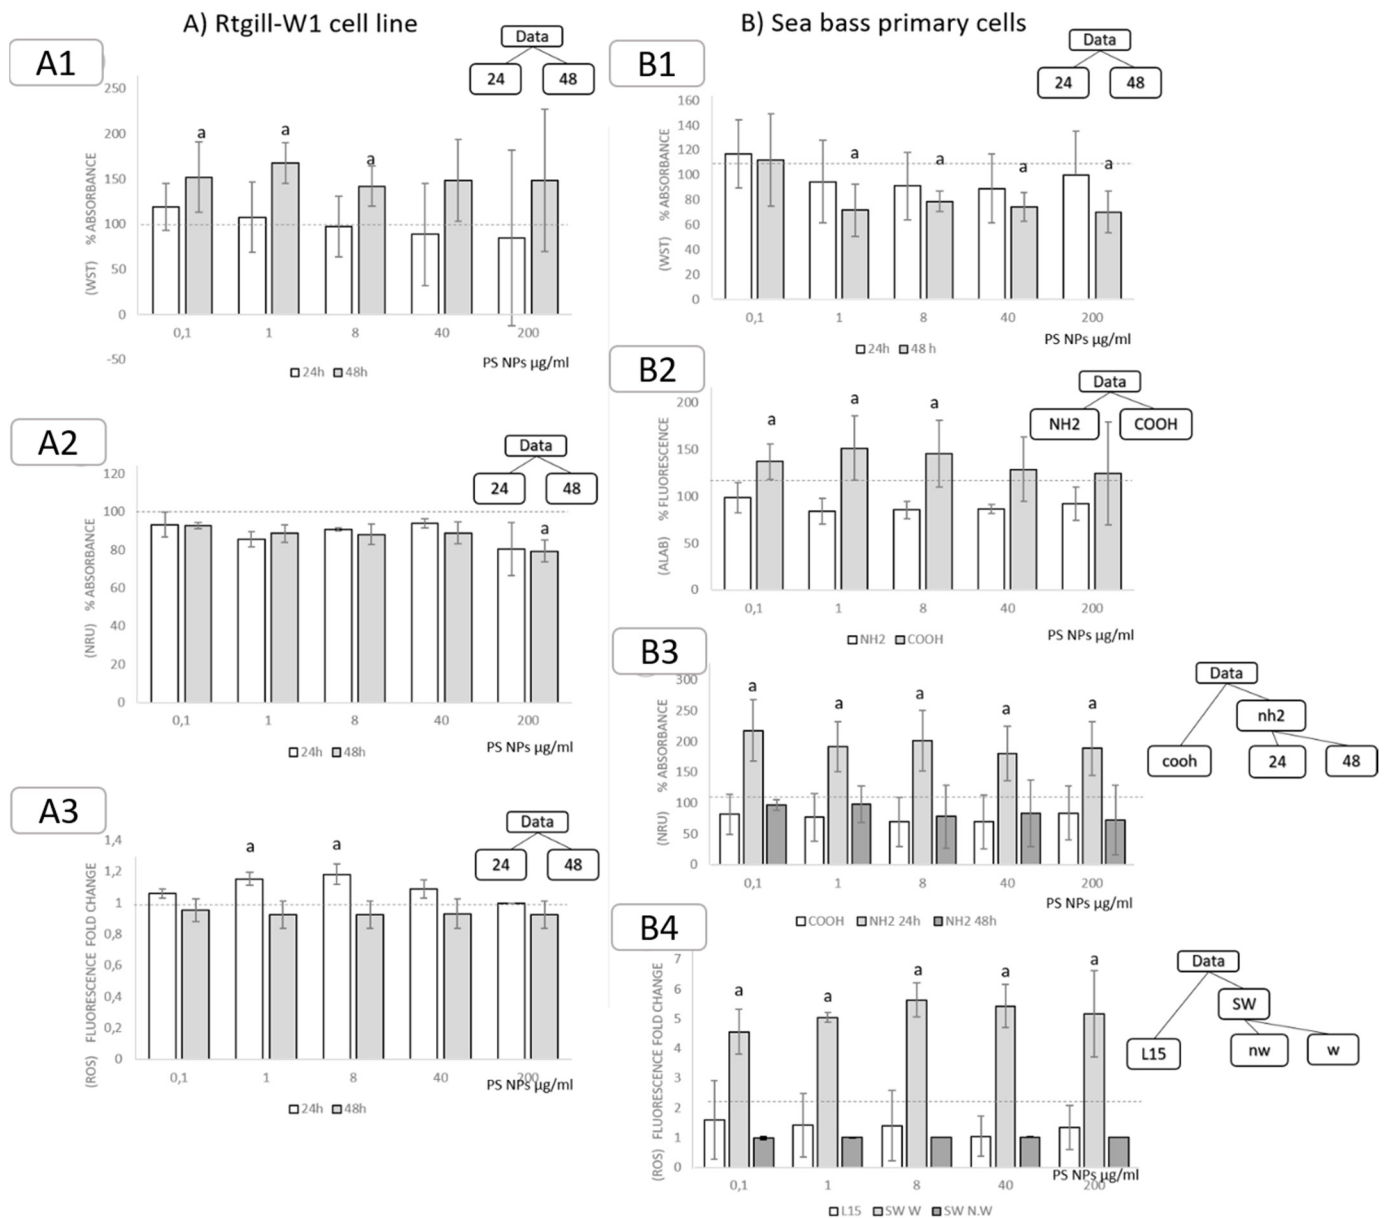 A) Rtgill-W1 cell line
A1
Data
24 48
250
200
150
100
50
0
-50
(WST) % ABSORBANCE
a a a
0,1 1 8 40 200
PS NPs µg/ml
24h 48h
A2
Data
24 48
120
100
80
60
40
20
0
(NRU) % ABSORBANCE
a
0,1 1 8 40 200
PS NPs µg/ml
24h 48h
A3
Data
24 48
1,4
1,2
1
0,8
0,6
0,4
0,2
0
(ROS) FLUORESCENCE FOLD CHANGE
a a
0,1 1 8 40 200
PS NPs µg/ml
24h 48h
B) Sea bass primary cells
B1
Data
24 48
160
140
120
100
80
60
40
20
0
(WST) % ABSORBANCE
a a a a
0,1 1 8 40 200
PS NPs µg/ml
24h 48 h
B2
Data
NH2 COOH
200
150
100
50
0
(ALAB) % FLUORESCENCE
a a a
0,1 1 8 40 200
PS NPs µg/ml
NH2 COOH
B3
Data
nh2
cooh 24 48
300
250
200
150
100
50
0
(NRU) % ABSORBANCE
a a a a a
0,1 1 8 40 200
PS NPs µg/ml
COOH NH2 24h NH2 48h
B4
Data
SW
L15 nw w
7
6
5
4
3
2
1
0
(ROS) FLUORESCENCE FOLD CHANGE
a a a a a
0,1 1 8 40 200
PS NPs µg/ml
L15 SW W SW N.W